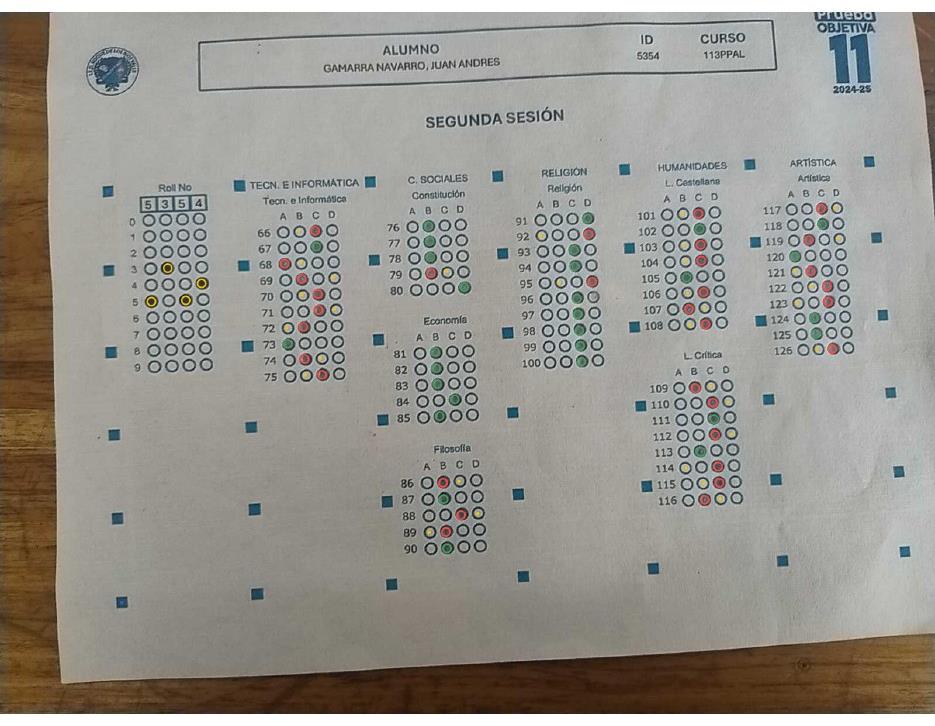 Prueba
OBJETIVA
11
2024-25
ALUMNO
GAMARRA NAVARRO, JUAN ANDRES
ID
5354
CURSO
113PPAL
SEGUNDA SESIÓN
Roll No
5 3 5 4
0
1
2
3
4
5
6
7
8
9
TECN. E INFORMÁTICA
Tecn. e Informática
A B C D
66
67
68
69
70
71
72
73
74
75
C. SOCIALES
Constitución
A B C D
76
77
78
79
80
Economía
A B C D
81
82
83
84
85
Filosofía
A B C D
86
87
88
89
90
RELIGIÓN
Religión
A B C D
91
92
93
94
95
96
97
98
99
100
HUMANIDADES
L. Castellana
A B C D
101
102
103
104
105
106
107
108
L. Crítica
A B C D
109
110
111
112
113
114
115
116
ARTÍSTICA
Artística
A B C D
117
118
119
120
121
122
123
124
125
126